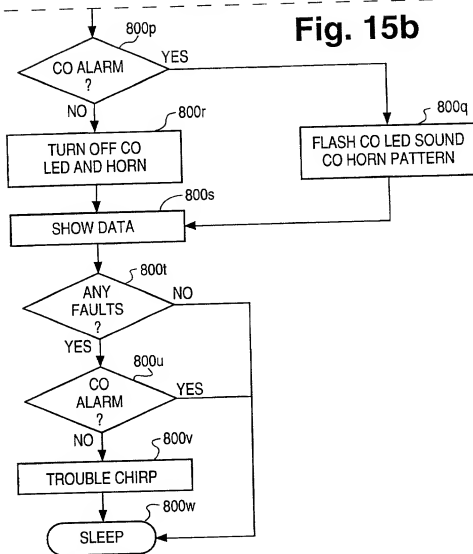 Fig. 15b
800p
CO ALARM
?
YES
NO
800r
TURN OFF CO
LED AND HORN
800q
FLASH CO LED SOUND
CO HORN PATTERN
800s
SHOW DATA
800t
ANY
FAULTS
?
NO
YES
800u
CO
ALARM
?
YES
NO
800v
TROUBLE CHIRP
800w
SLEEP